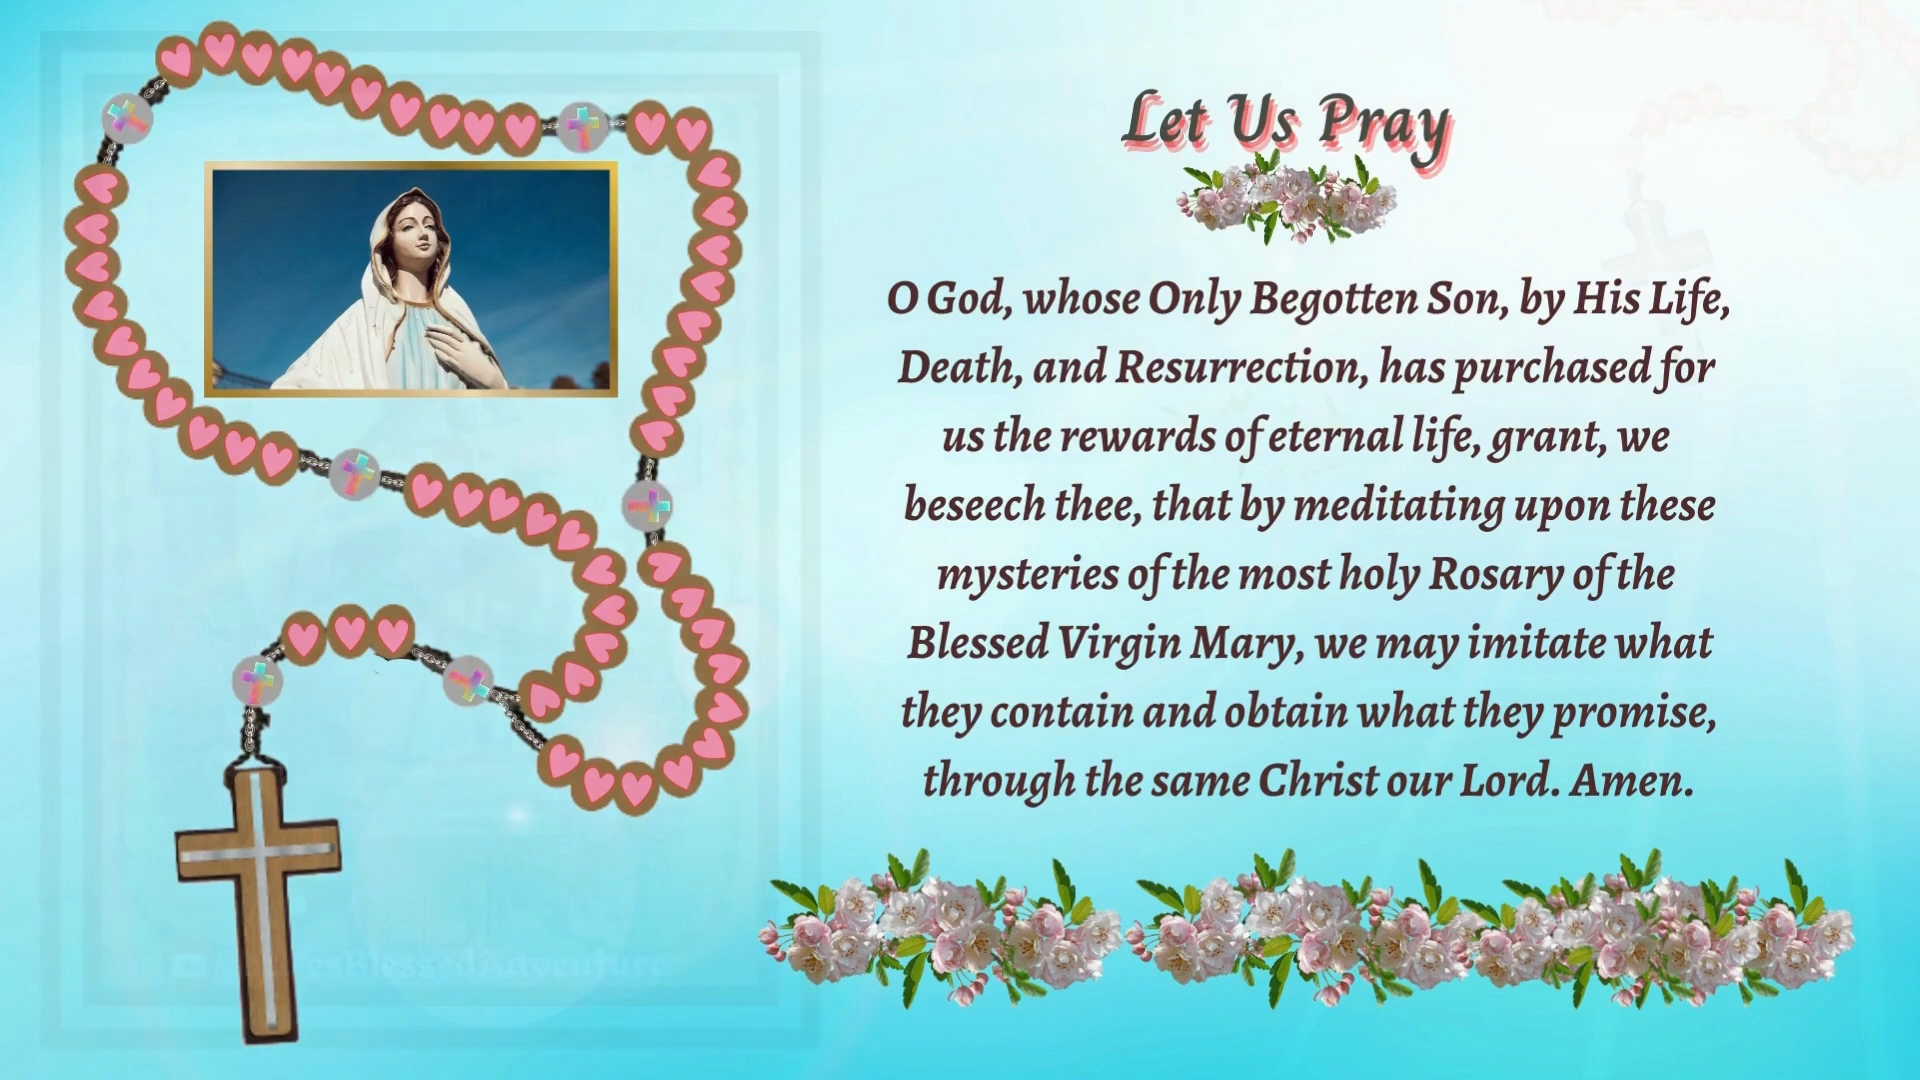 Let Us Pray
O God, whose Only Begotten Son, by His Life,
Death, and Resurrection, has purchased for
us the rewards of eternal life, grant, we
beseech thee, that by meditating upon these
mysteries of the most holy Rosary of the
Blessed Virgin Mary, we may imitate what
they contain and obtain what they promise,
through the same Christ our Lord. Amen.